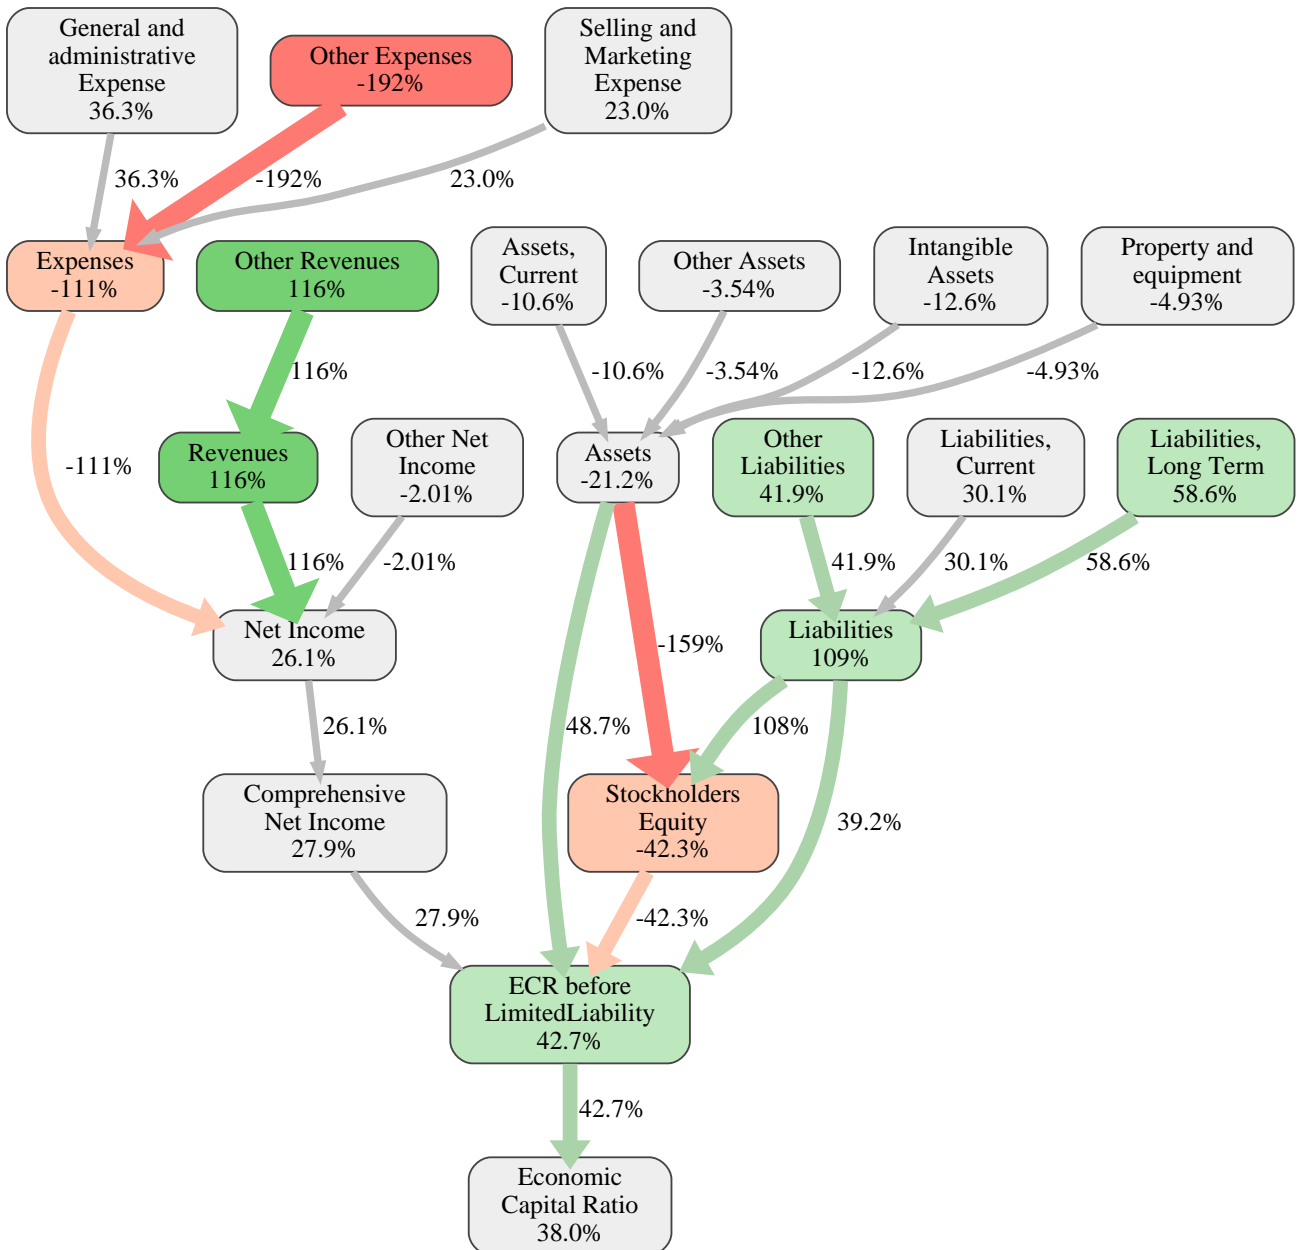 General and
administrative
Expense
36.3%
Other Expenses
-192%
Selling and
Marketing
Expense
23.0%
36.3%
-192%
23.0%
Expenses
-111%
Other Revenues
116%
Assets,
Current
-10.6%
Other Assets
-3.54%
Intangible
Assets
-12.6%
Property and
equipment
-4.93%
116%
-10.6%
-3.54%
-12.6%
-4.93%
-111%
Revenues
116%
Other Net
Income
-2.01%
Assets
-21.2%
Other
Liabilities
41.9%
Liabilities,
Current
30.1%
Liabilities,
Long Term
58.6%
116%
-2.01%
41.9%
30.1%
58.6%
Net Income
26.1%
-159%
Liabilities
109%
26.1%
48.7%
108%
Comprehensive
Net Income
27.9%
Stockholders
Equity
-42.3%
39.2%
27.9%
-42.3%
ECR before
LimitedLiability
42.7%
42.7%
Economic
Capital Ratio
38.0%